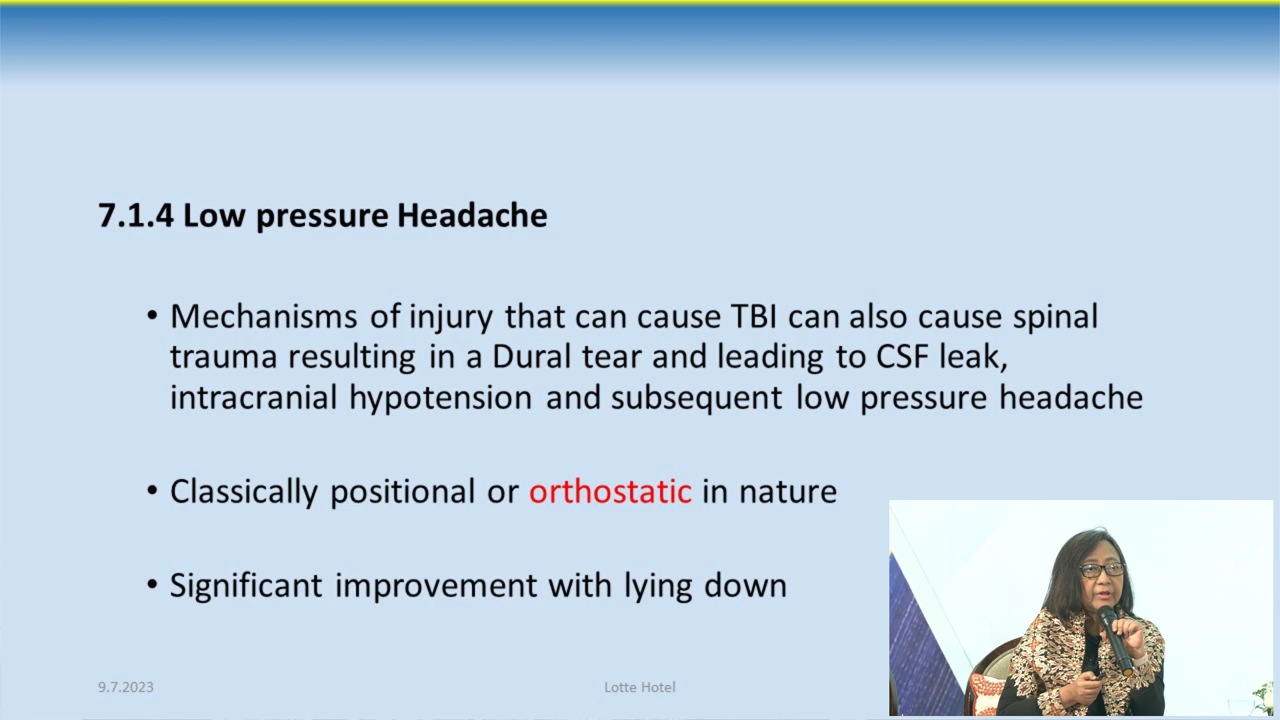 7.1.4 Low pressure Headache
• Mechanisms of injury that can cause TBI can also cause spinal
trauma resulting in a Dural tear and leading to CSF leak,
intracranial hypotension and subsequent low pressure headache
• Classically positional or orthostatic in nature
• Significant improvement with lying down
9.7.2023
Lotte Hotel